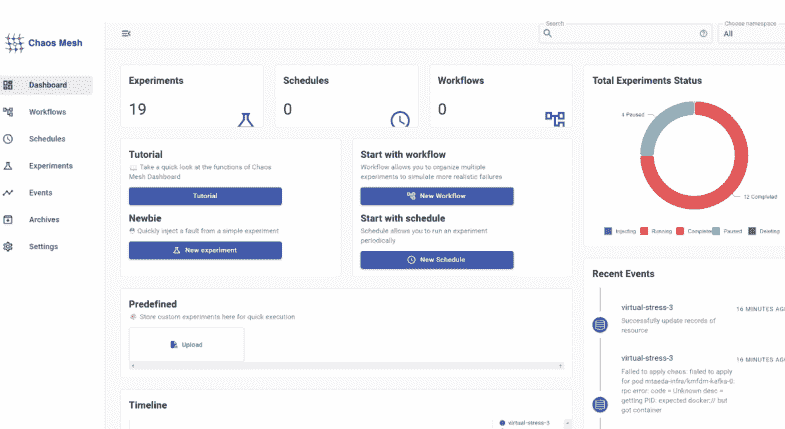 Chaos Mesh
Search
Choose namespace
All
Dashboard
Workflows
Schedules
Experiments
Events
Archives
Settings
Experiments
19
Schedules
0
Workflows
0
Tutorial
Take a quick look at the functions of Chaos
Mesh Dashboard
Tutorial
Newbie
Quickly inject a fault from a simple experiment
New experiment
Start with workflow
Workflow allows you to organize multiple
experiments to simulate more realistic failures
New Workflow
Start with schedule
Schedule allows you to run an experiment
periodically
New Schedule
Predefined
Store custom experiments here for quick execution
Upload
Timeline
virtual-stress-3
Total Experiments Status
Paused
12 Completed
Injecting
Running
Paused
Recent Events
virtual-stress-3
16 MINUTES AG
Successfully update records of
resource
virtual-stress-3
16 MINUTES AG
Failed to apply chaos: failed to apply
for pod
rpc error: code = Unknown desc =
getting PID: expected docker:// but
got container